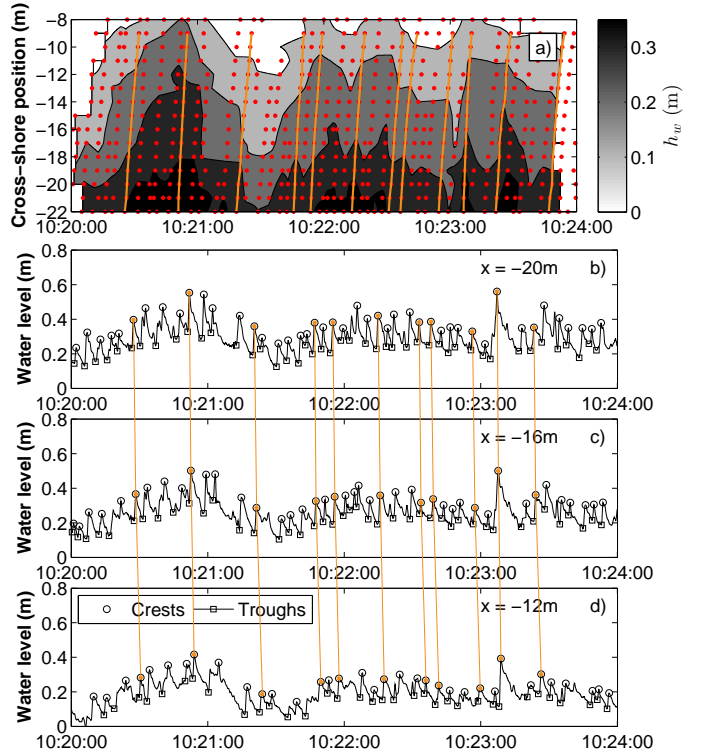 Cross−shore position (m)
−8
−10
−12
−14
−16
−18
−20
−22
a)
10:20:00 10:21:00 10:22:00 10:23:00 10:24:00
0.3
0.2
0.1
0
h_w (m)
Water level (m)
0.8
0.6
0.4
0.2
0
x = −20m b)
10:20:00 10:21:00 10:22:00 10:23:00 10:24:00
Water level (m)
0.8
0.6
0.4
0.2
0
x = −16m c)
10:20:00 10:21:00 10:22:00 10:23:00 10:24:00
Water level (m)
0.8
0.6
0.4
0.2
0
Crests Troughs
x = −12m d)
10:20:00 10:21:00 10:22:00 10:23:00 10:24:00